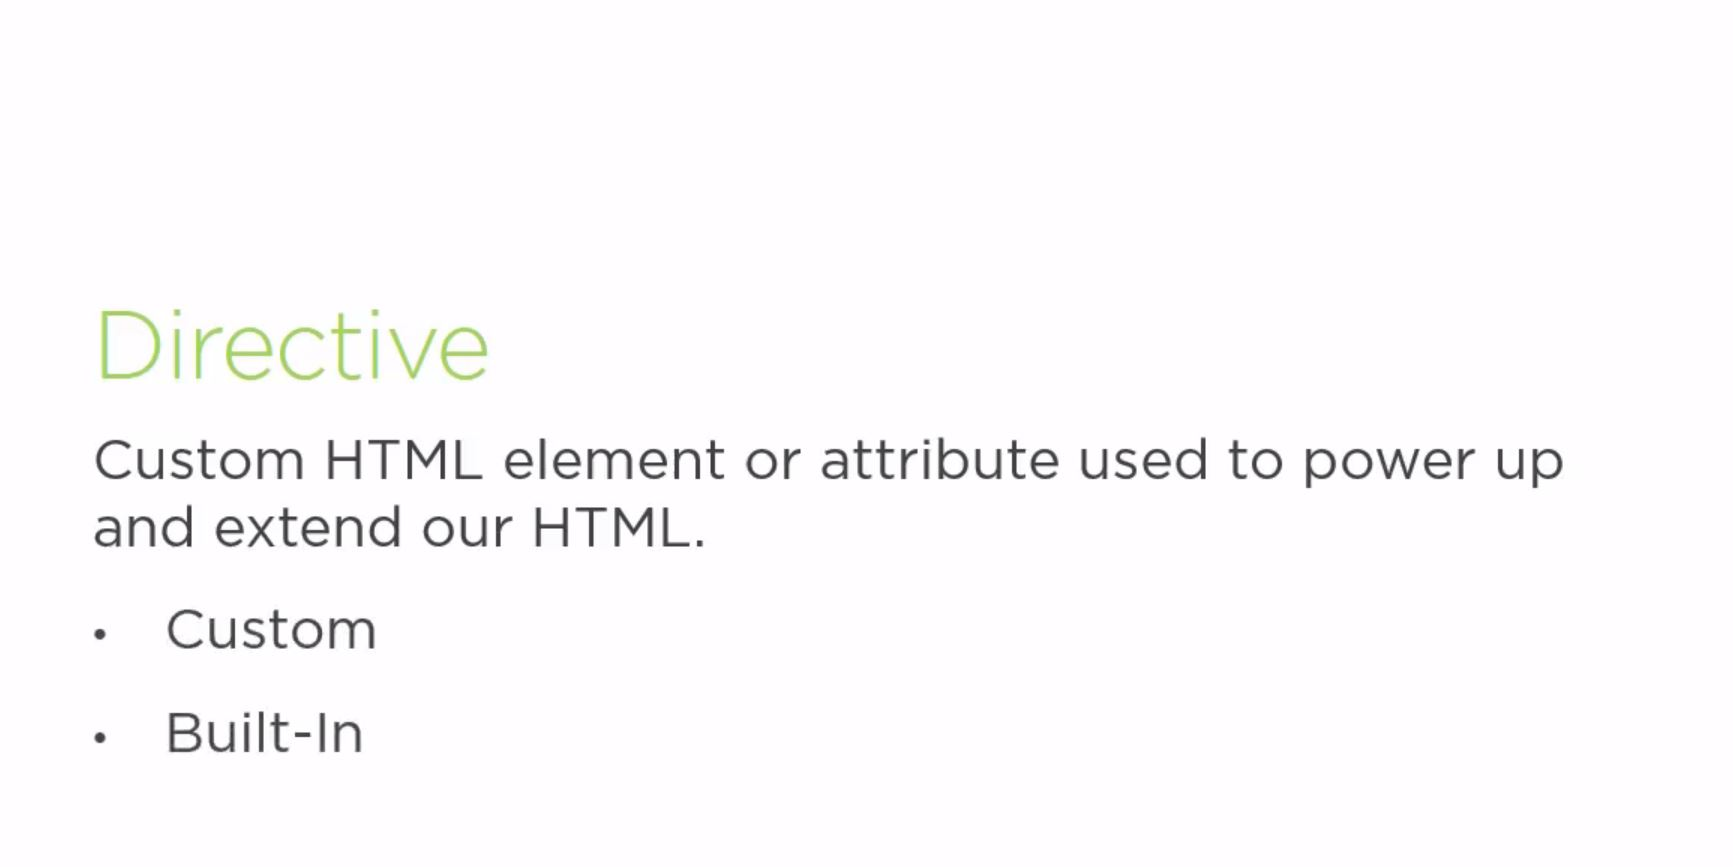 Directive
Custom HTML element or attribute used to power up
and extend our HTML.
• Custom
• Built-In